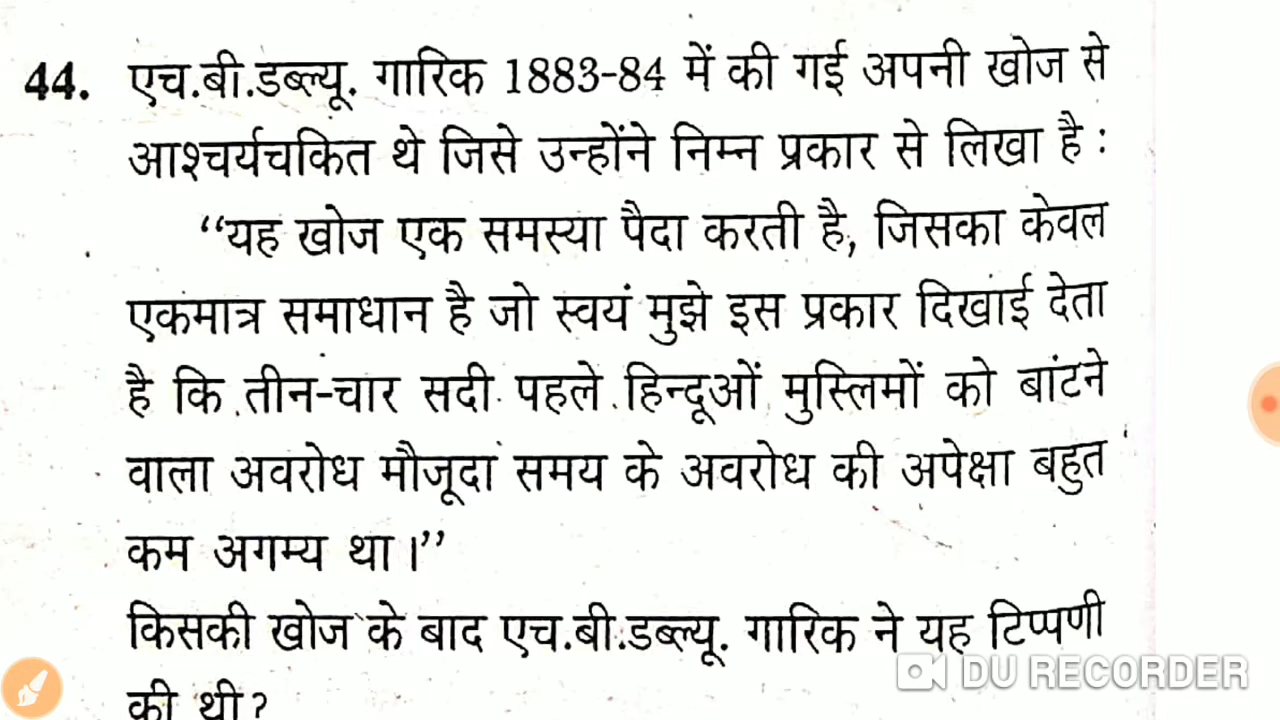 44. एच.बी.डब्ल्यू. गारिक 1883-84 में की गई अपनी खोज से
आश्चर्यचकित थे जिसे उन्होंने निम्न प्रकार से लिखा है :
“यह खोज एक समस्या पैदा करती है, जिसका केवल
एकमात्र समाधान है जो स्वयं मुझे इस प्रकार दिखाई देता
है कि तीन-चार सदी पहले हिन्दूओं मुस्लिमों को बांटने
वाला अवरोध मौजूदा समय के अवरोध की अपेक्षा बहुत
कम अगम्य था।”
किसकी खोज के बाद एच.बी.डब्ल्यू. गारिक ने यह टिप्पणी
की थी?
DU RECORDER